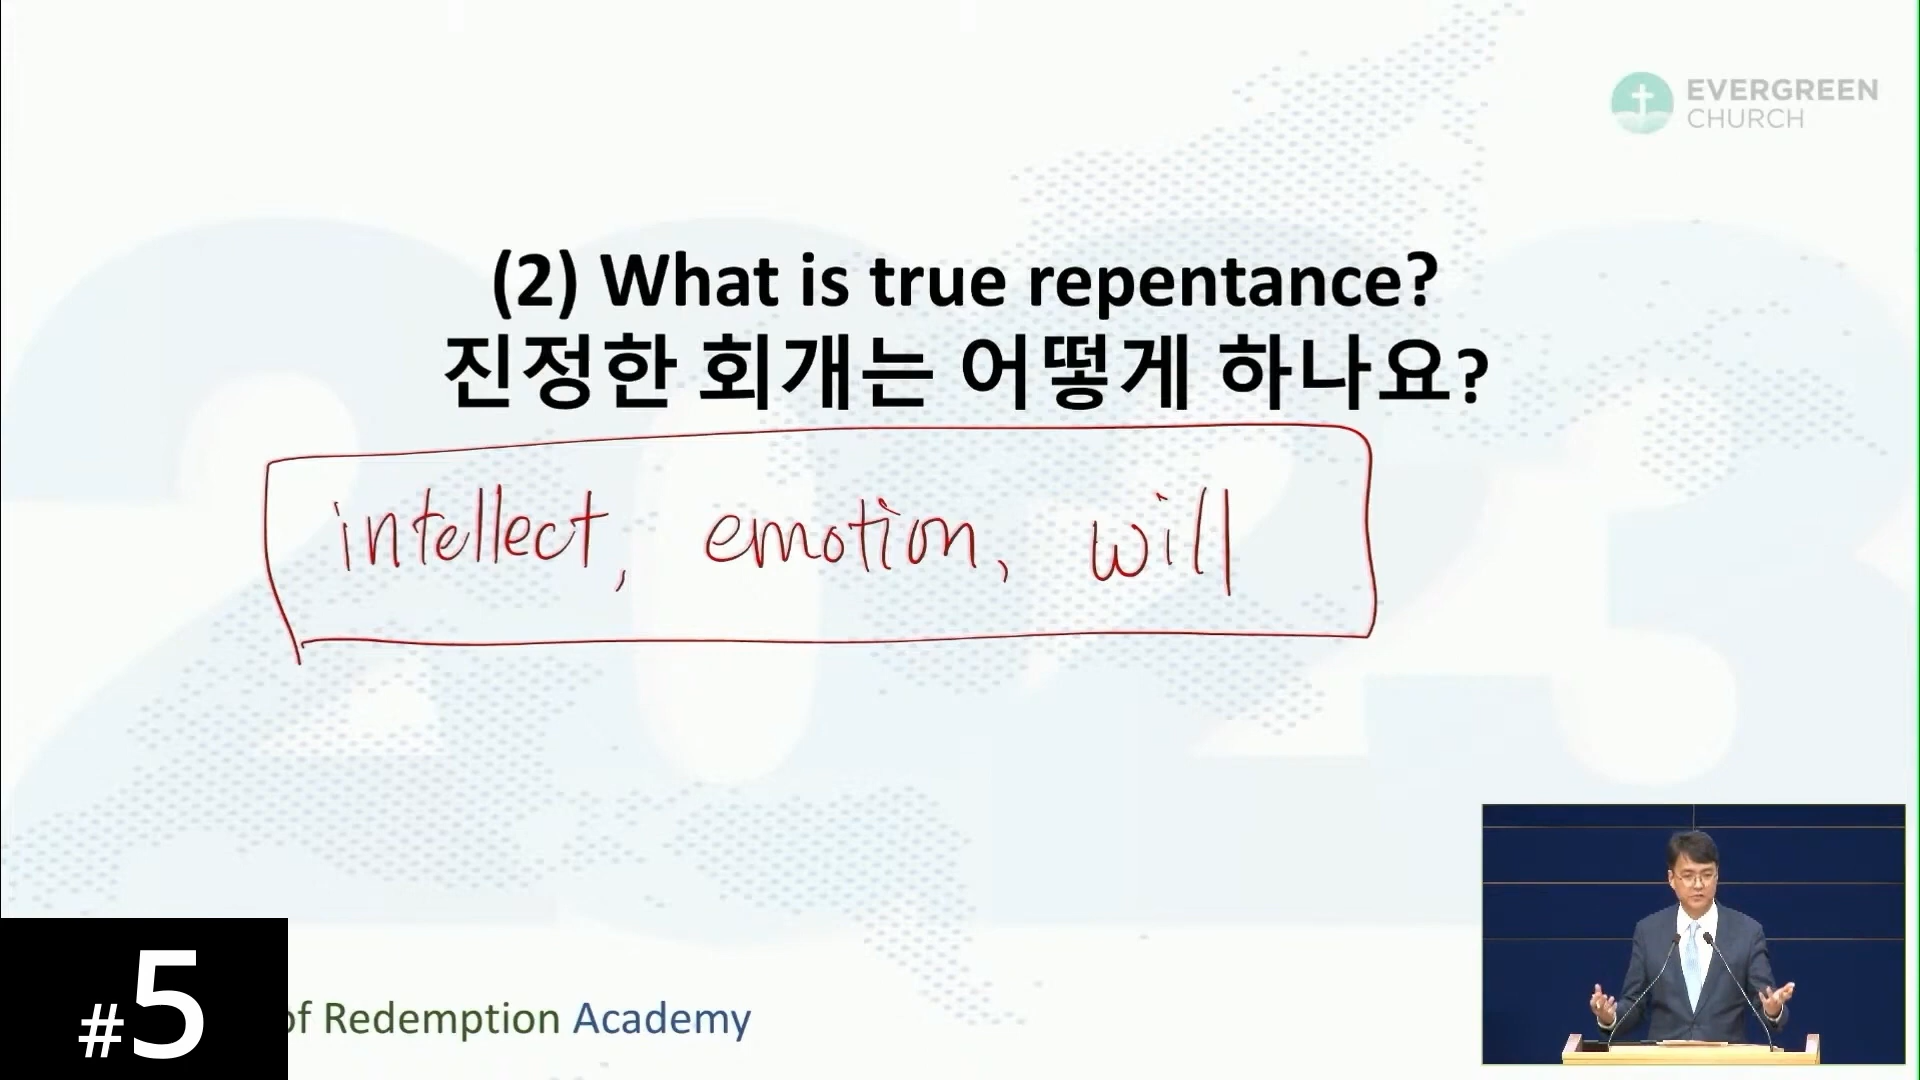 EVERGREEN
CHURCH
(2) What is true repentance?
진정한 회개는 어떻게 하나요?
intellect, emotion, will
#5
of Redemption Academy
2023